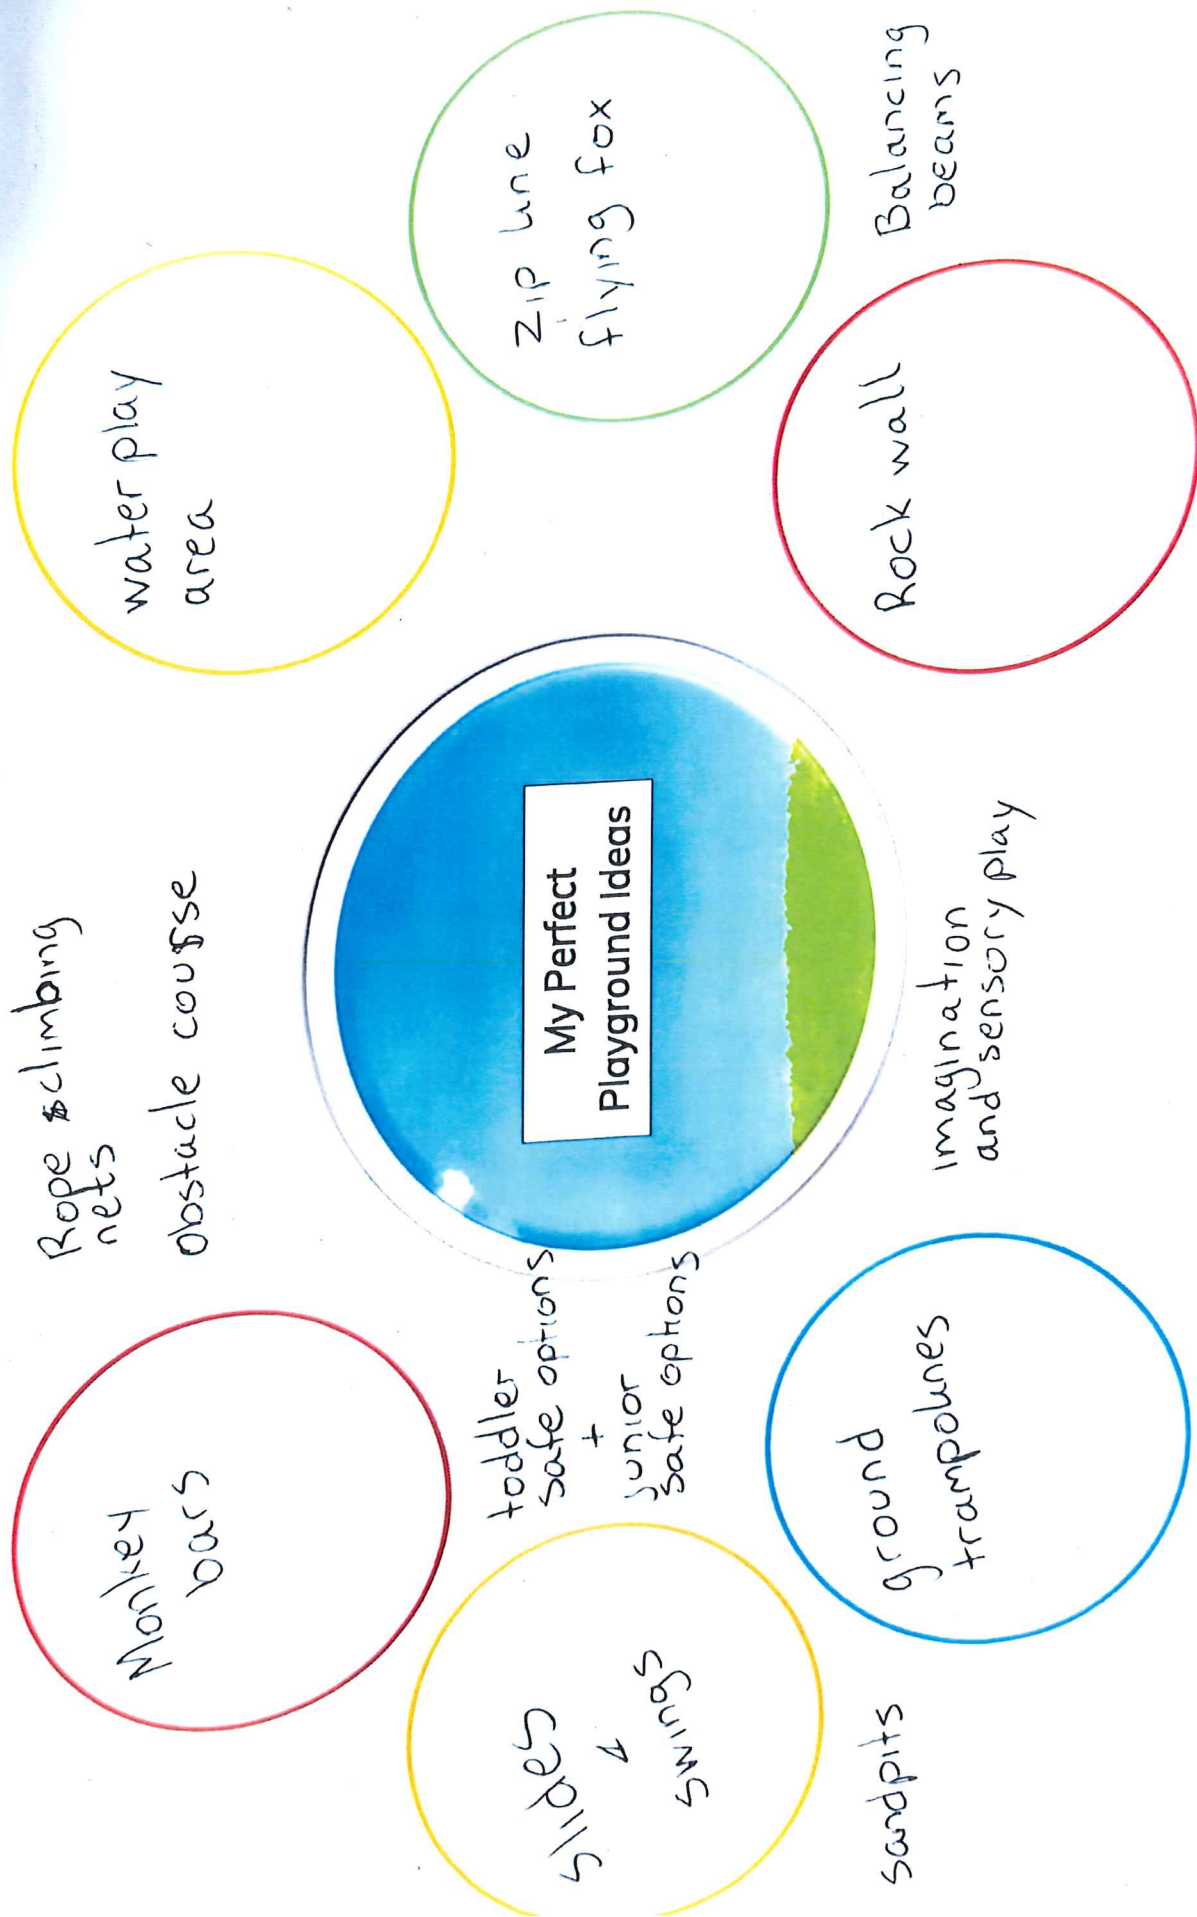 Rope & climbing
nets
obstacle course
Monkey
bars
water play
area
toddler
safe options
+
junior
safe options
My Perfect
Playground Ideas
zip line
flying fox
slides
&
swings
ground
trampolines
imagination
and sensory play
Rock wall
Balancing
beams
sandpits